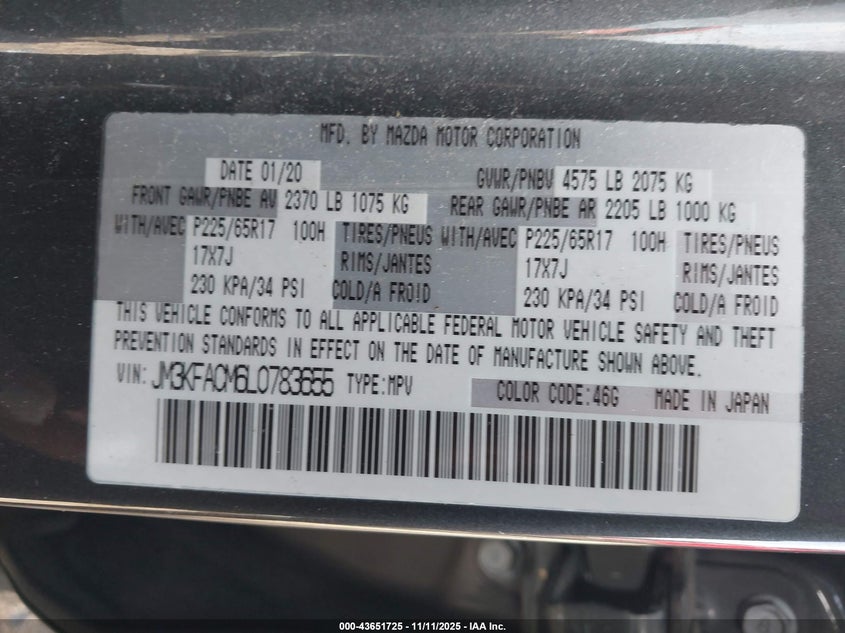 MFD. BY MAZDA MOTOR CORPORATION
DATE 01/20 GVWR/PNBV 4575 LB 2075 KG
FRONT GAWR/PNBE AV 2370 LB 1075 KG REAR GAWR/PNBE AR 2205 LB 1000 KG
WITH/AVEC P225/65R17 100H TIRES/PNEUS WITH/AVEC P225/65R17 100H TIRES/PNEUS
17X7J RIMS/JANTES 17X7J RIMS/JANTES
230 KPA/34 PSI COLD/A FROID 230 KPA/34 PSI COLD/A FROID
THIS VEHICLE CONFORMS TO ALL APPLICABLE FEDERAL MOTOR VEHICLE SAFETY AND THEFT
PREVENTION STANDARDS IN EFFECT ON THE DATE OF MANUFACTURE SHOWN ABOVE.
VIN: JM3KFACM6L0783655 TYPE:MPV COLOR CODE:46G MADE IN JAPAN
000-43651725 - 11/11/2025 - IAA Inc.